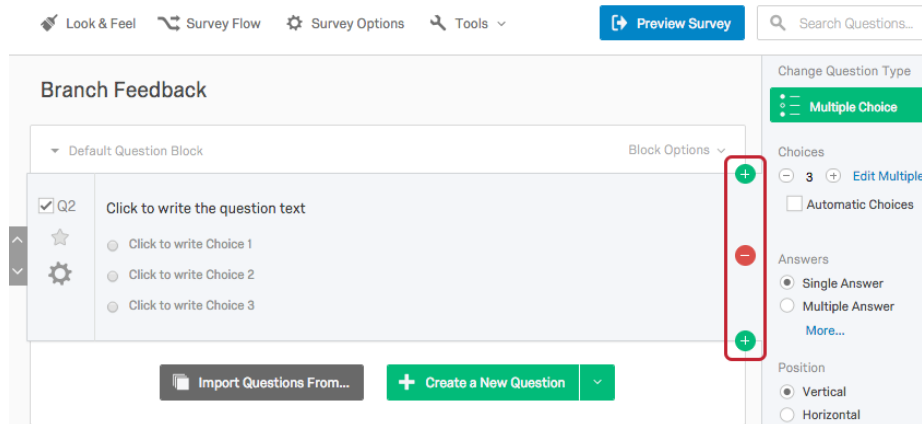 Look & Feel Survey Flow Survey Options Tools Preview Survey Search Questions...
Branch Feedback
Default Question Block Block Options
Q2 Click to write the question text
Click to write Choice 1
Click to write Choice 2
Click to write Choice 3
Import Questions From... Create a New Question
Change Question Type
Multiple Choice
Choices
3 Edit Multiple
Automatic Choices
Answers
Single Answer
Multiple Answer
More...
Position
Vertical
Horizontal